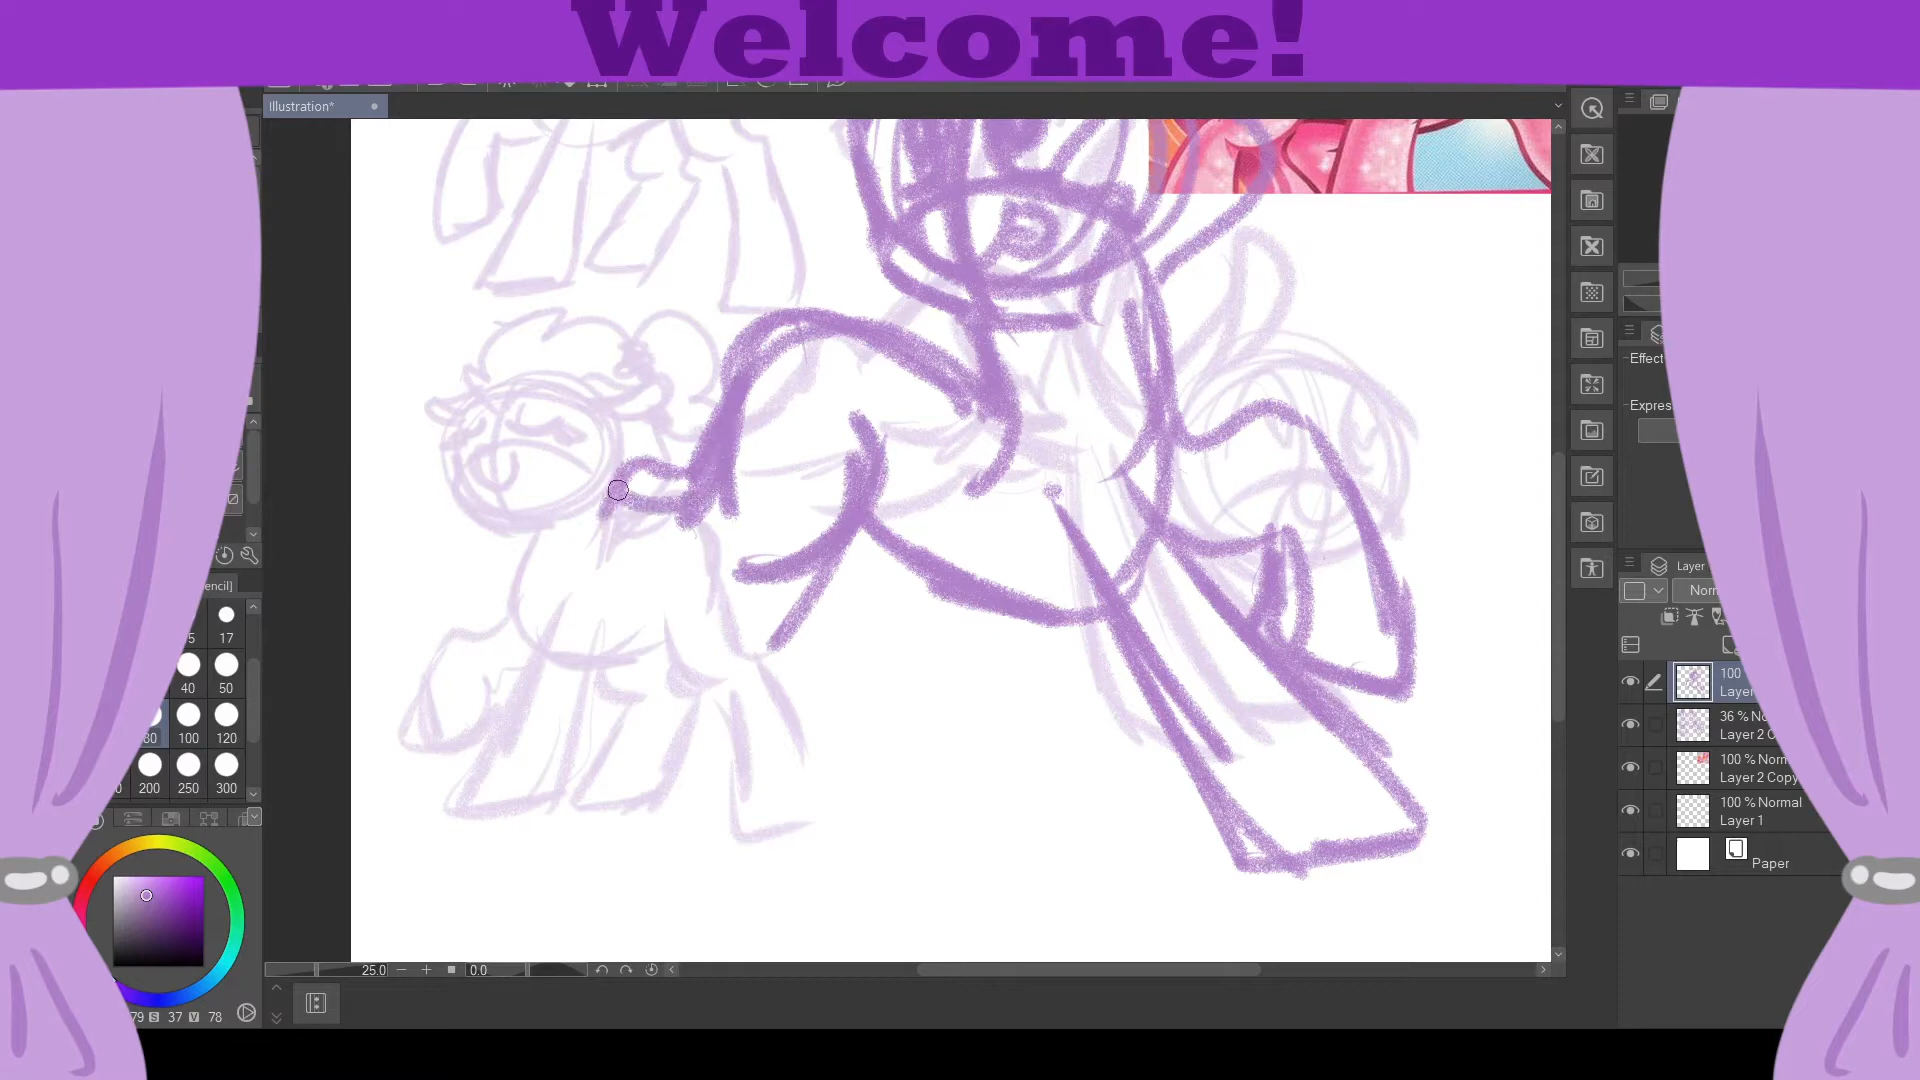 Welcome!
Illustration*
Effect
Expres
encil]
Layer
Norm
5 17
40 50
80 100 120
200 250 300
100
Layer
36 % No
Layer 2 C
100 % Norm
Layer 2 Copy
100 % Normal
Layer 1
Paper
25.0 0.0
79 S 37 V 78